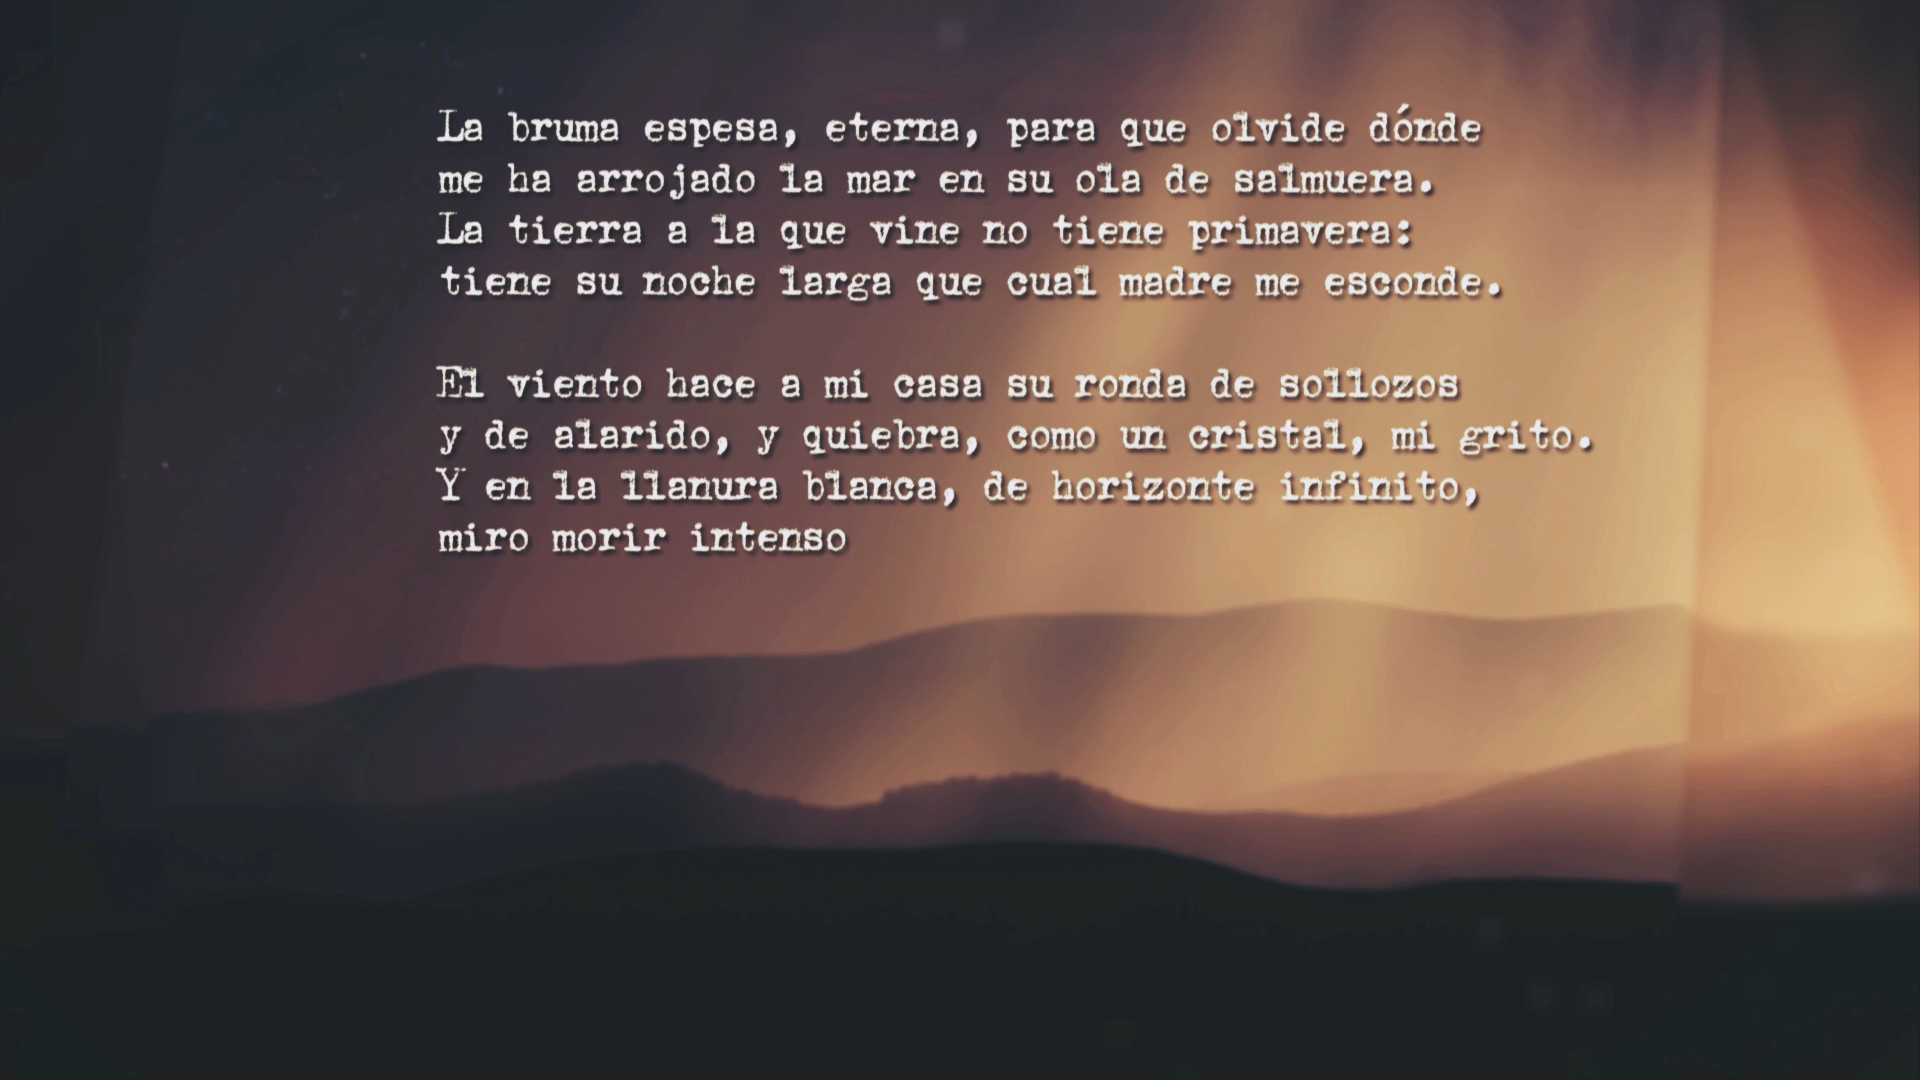 La bruma espesa, eterna, para que olvide dónde
me ha arrojado la mar en su ola de salmuera.
La tierra a la que vine no tiene primavera:
tiene su noche larga que cual madre me esconde.
El viento hace a mi casa su ronda de sollozos
y de alarido, y quiebra, como un cristal, mi grito.
Y en la llanura blanca, de horizonte infinito,
miro morir intenso